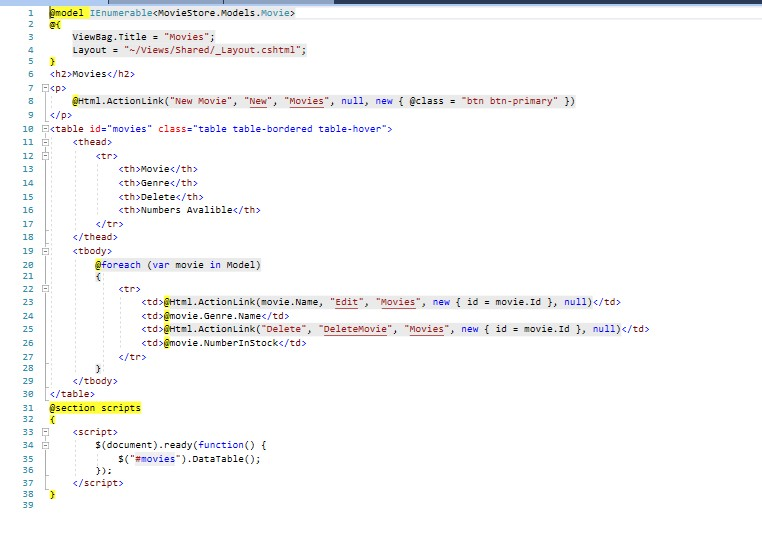 1 @model IEnumerable<MovieStore.Models.Movie>
2 @{
3 ViewBag.Title = "Movies";
4 Layout = "~/Views/Shared/_Layout.cshtml";
5 }
6 <h2>Movies</h2>
7 <p>
8 @Html.ActionLink("New Movie", "New", "Movies", null, new { @class = "btn btn-primary" })
9 </p>
10 <table id="movies" class="table table-bordered table-hover">
11 <thead>
12 <tr>
13 <th>Movie</th>
14 <th>Genre</th>
15 <th>Delete</th>
16 <th>Numbers Avalible</th>
17 </tr>
18 </thead>
19 <tbody>
20 @foreach (var movie in Model)
21 {
22 <tr>
23 <td>@Html.ActionLink(movie.Name, "Edit", "Movies", new { id = movie.Id }, null)</td>
24 <td>@movie.Genre.Name</td>
25 <td>@Html.ActionLink("Delete", "DeleteMovie", "Movies", new { id = movie.Id }, null)</td>
26 <td>@movie.NumberInStock</td>
27 </tr>
28 }
29 </tbody>
30 </table>
31 @section scripts
32 {
33 <script>
34 $(document).ready(function() {
35 $("#movies").DataTable();
36 });
37 </script>
38 }
39